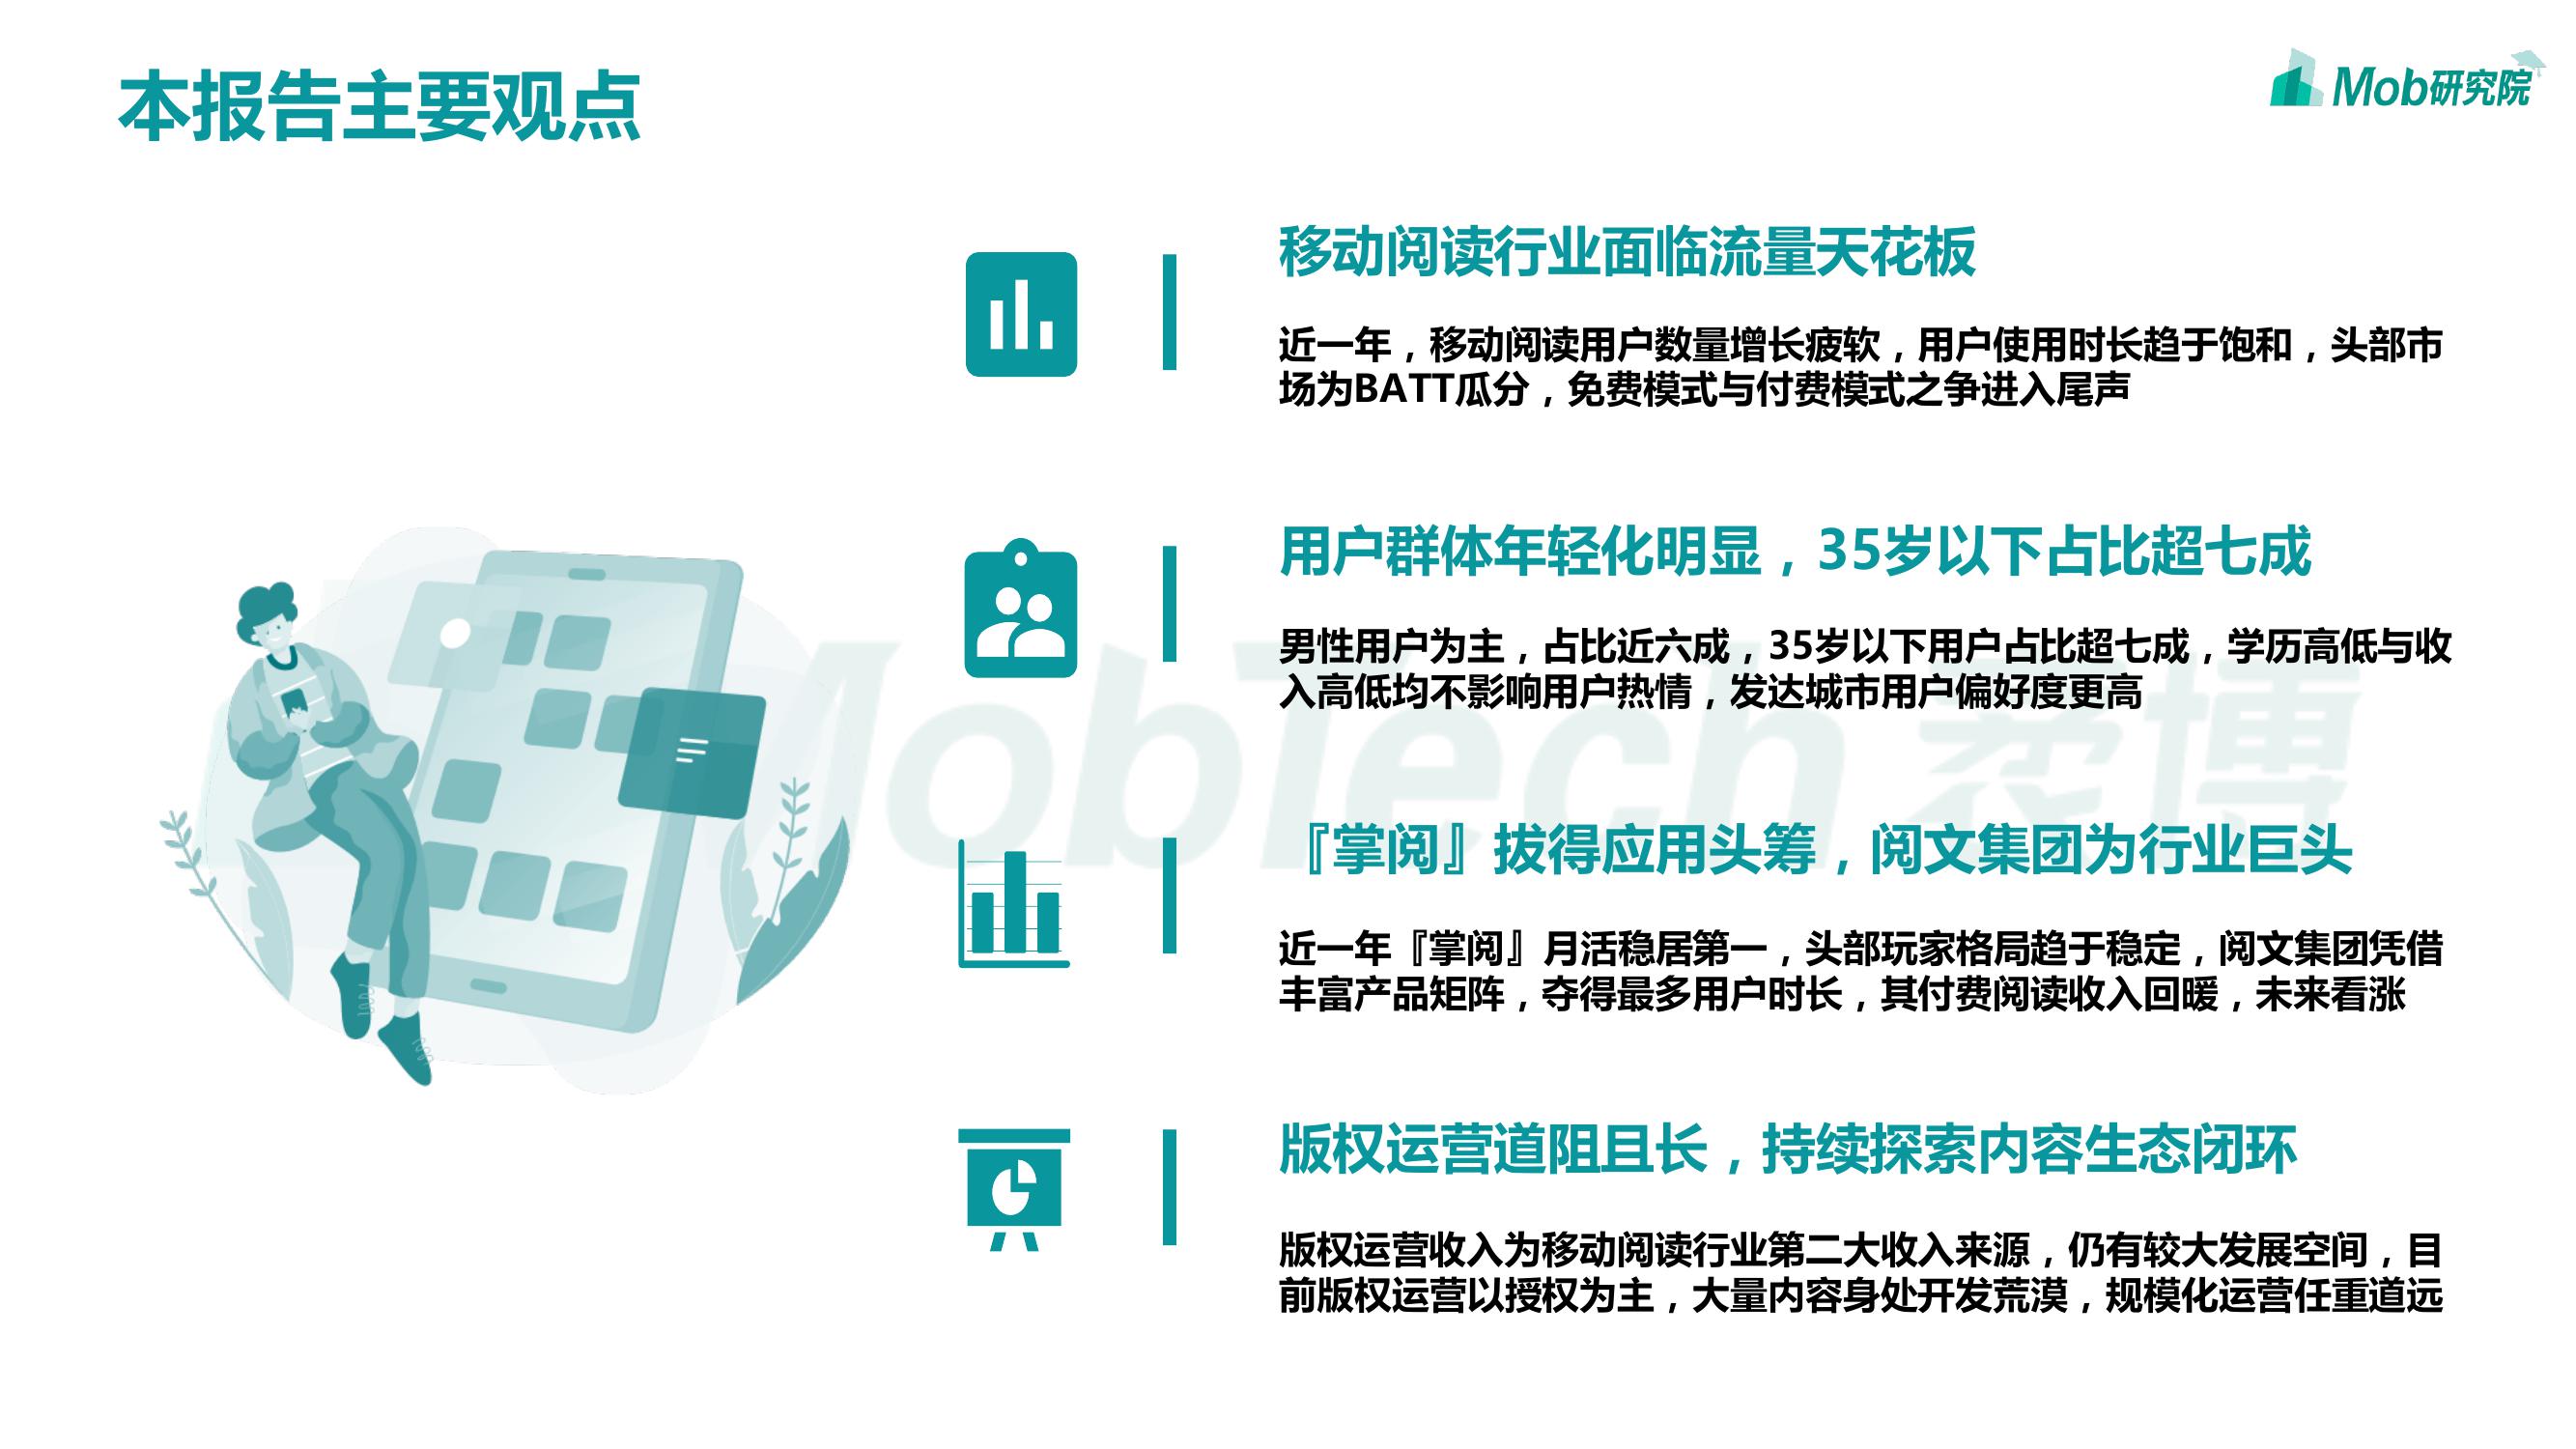 本报告主要观点
Mob研究院
移动阅读行业面临流量天花板
近一年，移动阅读用户数量增长疲软，用户使用时长趋于饱和，头部市
场为BATT瓜分，免费模式与付费模式之争进入尾声
用户群体年轻化明显，35岁以下占比超七成
男性用户为主，占比近六成，35岁以下用户占比超七成，学历高低与收
入高低均不影响用户热情，发达城市用户偏好度更高
MobTech 袤博
『掌阅』拔得应用头筹，阅文集团为行业巨头
近一年『掌阅』月活稳居第一，头部玩家格局趋于稳定，阅文集团凭借
丰富产品矩阵，夺得最多用户时长，其付费阅读收入回暖，未来看涨
版权运营道阻且长，持续探索内容生态闭环
版权运营收入为移动阅读行业第二大收入来源，仍有较大发展空间，目
前版权运营以授权为主，大量内容身处开发荒漠，规模化运营任重道远